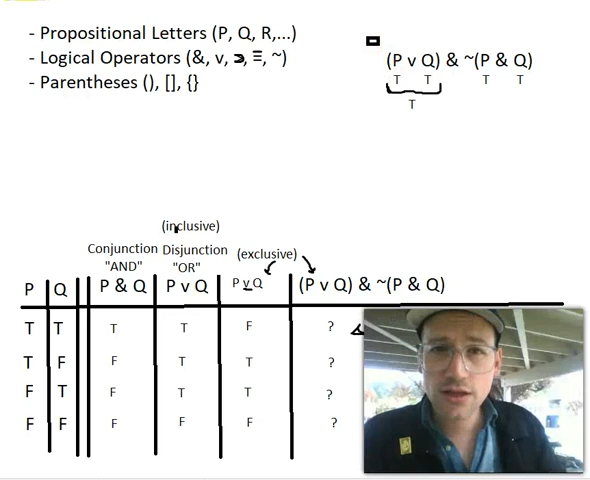 - Propositional Letters (P, Q, R,...)
- Logical Operators (&, v, ⊃, ≡, ~)
- Parentheses (), [], {}
(P v Q) & ~(P & Q)
T T T T
T
(inclusive)
Conjunction Disjunction (exclusive)
"AND" "OR"
P Q P & Q P v Q P v Q (P v Q) & ~(P & Q)
T T T T F ?
T F F T T ?
F T F T T ?
F F F F F ?